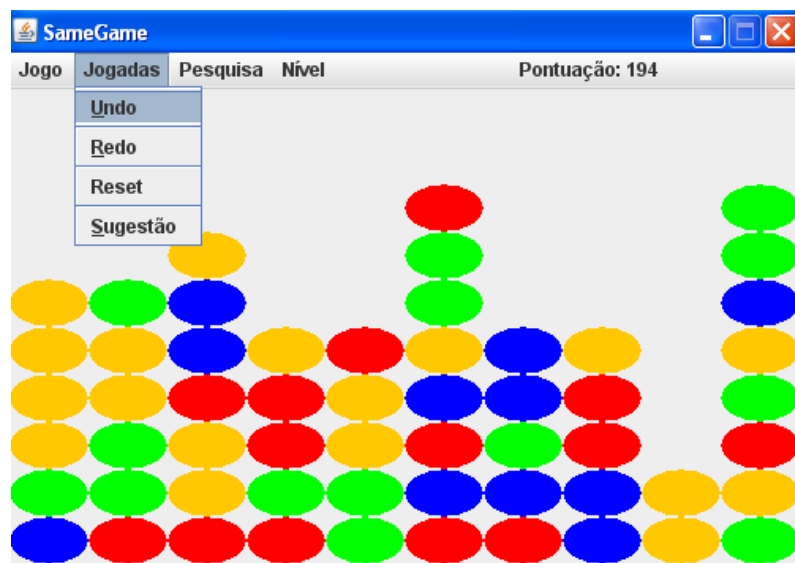 SameGame
Jogo Jogadas Pesquisa Nível Pontuação: 194
Undo
Redo
Reset
Sugestão